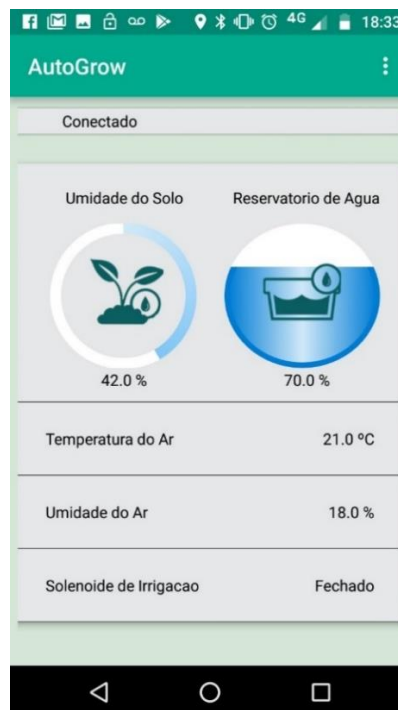 4G 18:33
AutoGrow
Conectado
Umidade do Solo Reservatorio de Agua
42.0 % 70.0 %
Temperatura do Ar 21.0 ºC
Umidade do Ar 18.0 %
Solenoide de Irrigacao Fechado